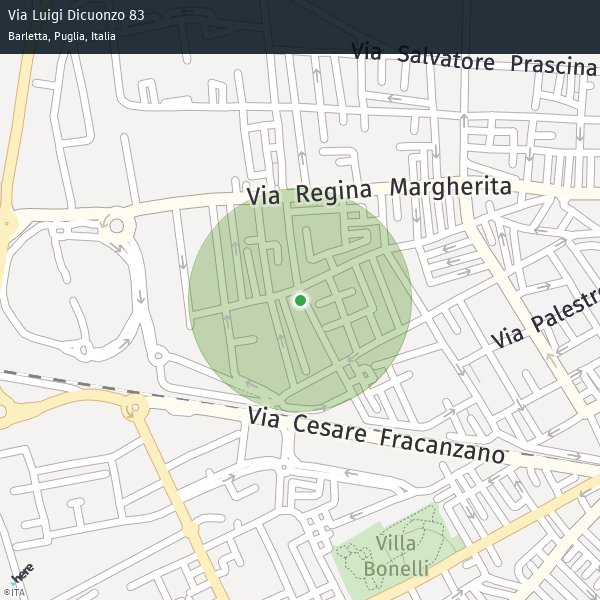 Via Luigi Dicuonzo 83
Barletta, Puglia, Italia
Via Salvatore Prascina
Via Regina Margherita
Via Palestro
Via Cesare Fracanzano
Villa
Bonelli
here
©ITA